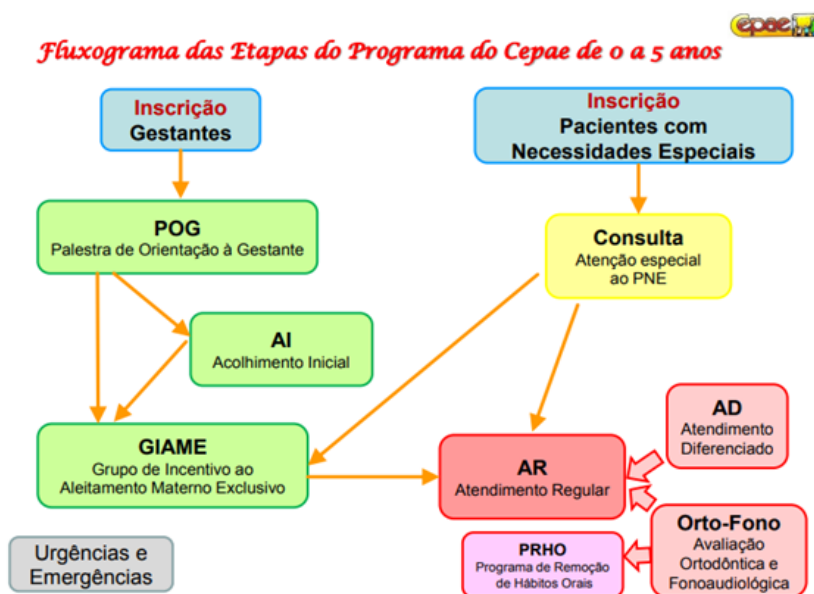 Cepae
Fluxograma das Etapas do Programa do Cepae de 0 a 5 anos
Inscrição
Gestantes
Inscrição
Pacientes com
Necessidades Especiais
POG
Palestra de Orientação à Gestante
Consulta
Atenção especial
ao PNE
AI
Acolhimento Inicial
GIAME
Grupo de Incentivo ao
Aleitamento Materno Exclusivo
AR
Atendimento Regular
AD
Atendimento
Diferenciado
Orto-Fono
Avaliação
Ortodôntica e
Fonoaudiológica
PRHO
Programa de Remoção
de Hábitos Orais
Urgências e
Emergências